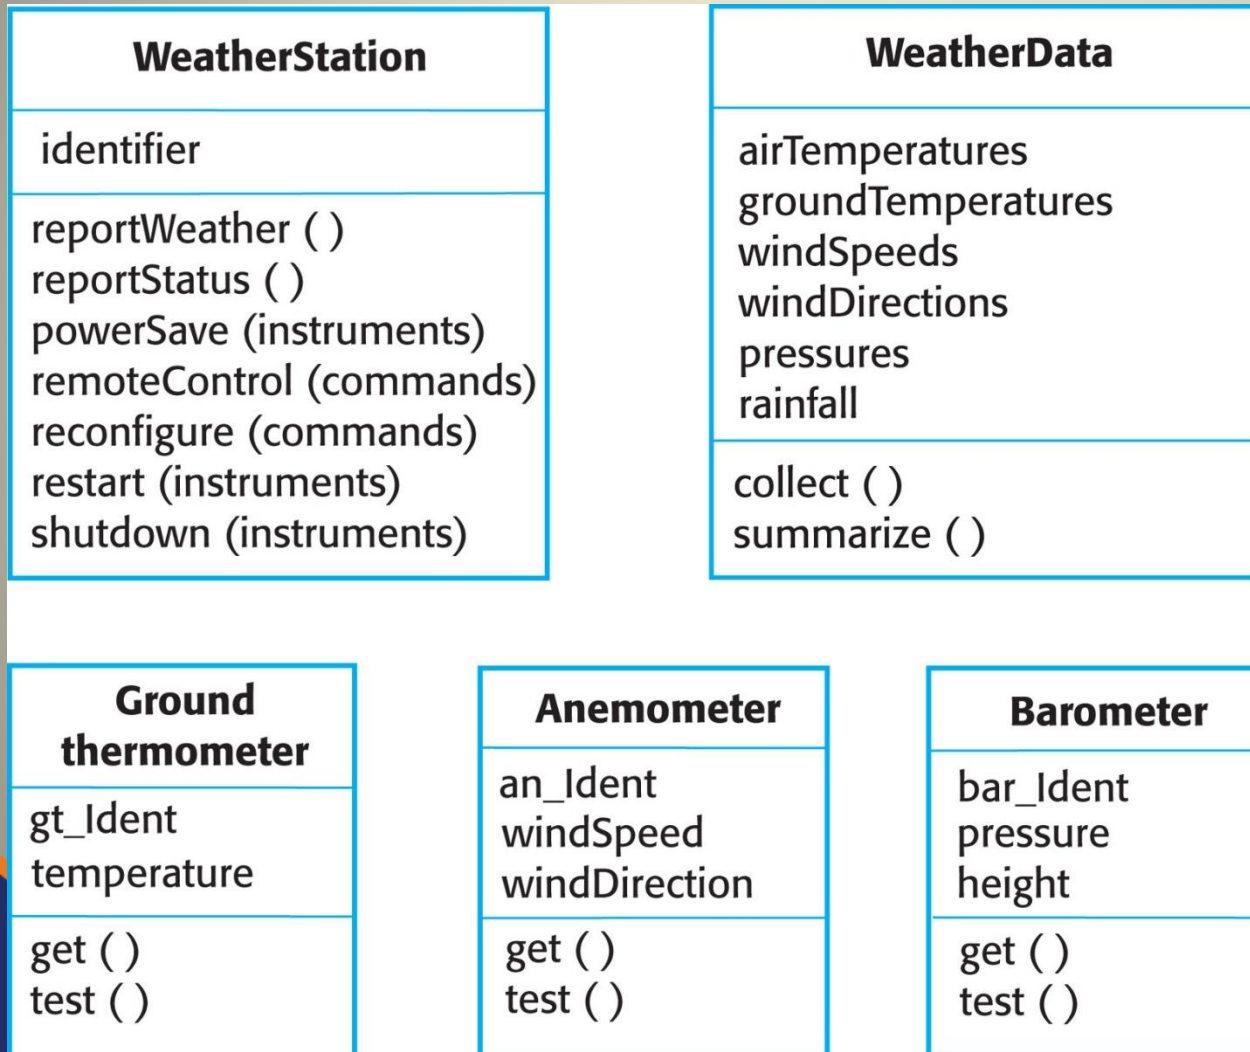 WeatherStation
identifier
reportWeather ( )
reportStatus ( )
powerSave (instruments)
remoteControl (commands)
reconfigure (commands)
restart (instruments)
shutdown (instruments)
WeatherData
airTemperatures
groundTemperatures
windSpeeds
windDirections
pressures
rainfall
collect ( )
summarize ( )
Ground
thermometer
gt_Ident
temperature
get ( )
test ( )
Anemometer
an_Ident
windSpeed
windDirection
get ( )
test ( )
Barometer
bar_Ident
pressure
height
get ( )
test ( )